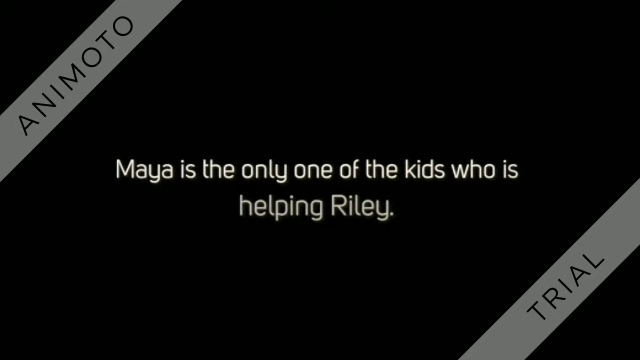 ANIMOTO
Maya is the only one of the kids who is
helping Riley.
TRIAL